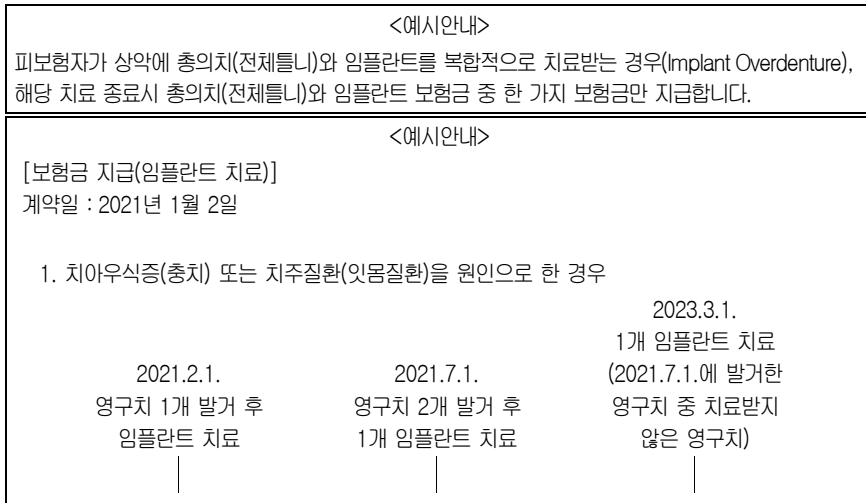 <예시안내>
피보험자가 상악에 총의치(전체틀니)와 임플란트를 복합적으로 치료받는 경우(Implant Overdenture),
해당 치료 종료시 총의치(전체틀니)와 임플란트 보험금 중 한 가지 보험금만 지급합니다.
<예시안내>
[보험금 지급(임플란트 치료)]
계약일 : 2021년 1월 2일
1. 치아우식증(충치) 또는 치주질환(잇몸질환)을 원인으로 한 경우
2021.2.1.
영구치 1개 발거 후
임플란트 치료
2021.7.1.
영구치 2개 발거 후
1개 임플란트 치료
2023.3.1.
1개 임플란트 치료
(2021.7.1.에 발거한
영구치 중 치료받지
않은 영구치)